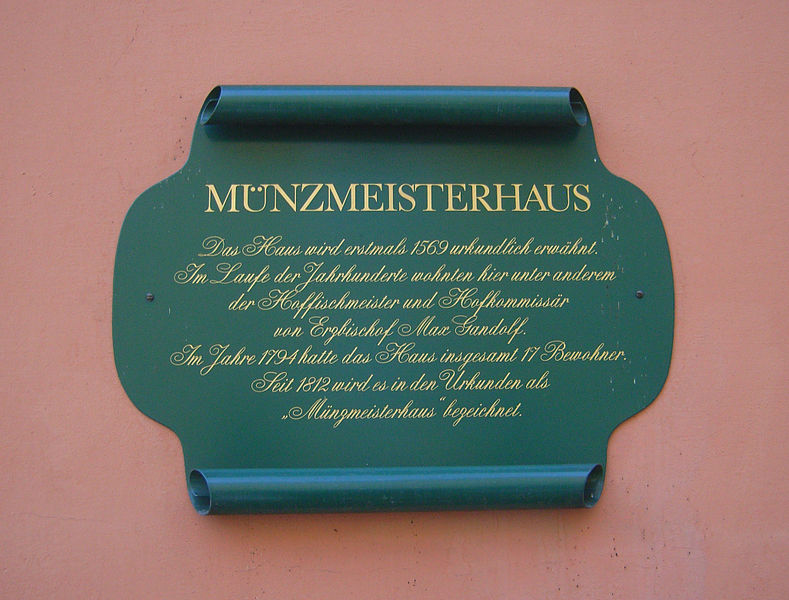 MÜNZMEISTERHAUS
Das Haus wird erstmals 1569 urkundlich erwähnt.
Im Laufe der Jahrhunderte wohnten hier unter anderem
der Hoffischmeister und Hofkommissär
von Erzbischof Max Gundolf.
Im Jahre 1794 hatte das Haus insgesamt 17 Bewohner.
Seit 1812 wird es in den Urkunden als
„Münzmeisterhaus“ bezeichnet.